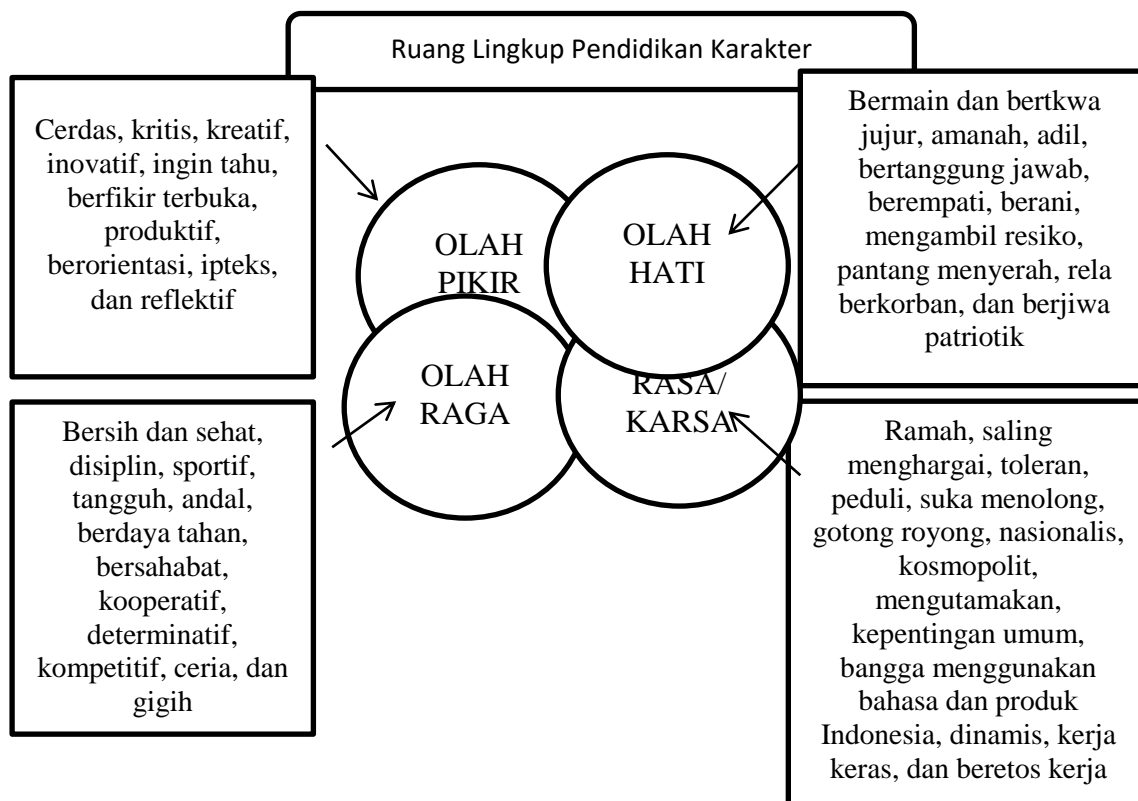 Ruang Lingkup Pendidikan Karakter
Cerdas, kritis, kreatif,
inovatif, ingin tahu,
berfikir terbuka,
produktif,
berorientasi, ipteks,
dan reflektif
Bermain dan bertkwa
jujur, amanah, adil,
bertanggung jawab,
berempati, berani,
mengambil resiko,
pantang menyerah, rela
berkorban, dan berjiwa
patriotik
OLAH
PIKIR
OLAH
HATI
OLAH
RAGA
RASA/
KARSA
Bersih dan sehat,
disiplin, sportif,
tangguh, andal,
berdaya tahan,
bersahabat,
kooperatif,
determinatif,
kompetitif, ceria, dan
gigih
Ramah, saling
menghargai, toleran,
peduli, suka menolong,
gotong royong, nasionalis,
kosmopolit,
mengutamakan,
kepentingan umum,
bangga menggunakan
bahasa dan produk
Indonesia, dinamis, kerja
keras, dan beretos kerja